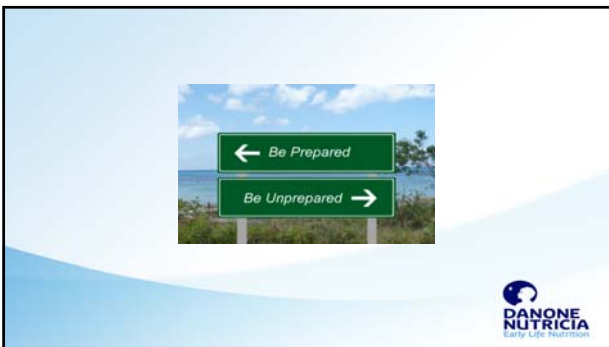 Be Prepared
Be Unprepared
DANONE
NUTRICIA
Early Life Nutrition